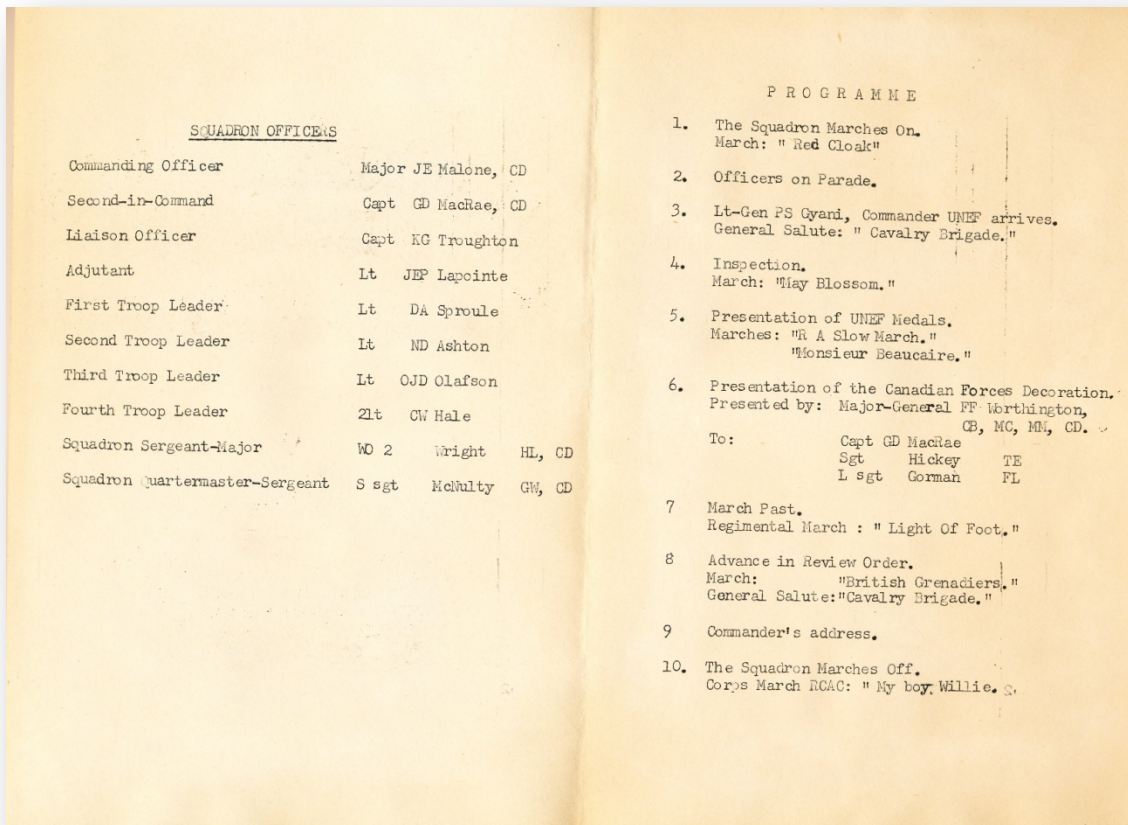 SQUADRON OFFICERS
Commanding Officer Major JE Malone, CD
Second-in-Command Capt GD MacRae, CD
Liaison Officer Capt KG Troughton
Adjutant Lt JEP Lapointe
First Troop Leader Lt DA Sproule
Second Troop Leader Lt ND Ashton
Third Troop Leader Lt OJD Olafson
Fourth Troop Leader 2lt CW Hale
Squadron Sergeant-Major WO 2 Wright HL, CD
Squadron Quartermaster-Sergeant S sgt McNulty GW, CD
PROGRAMME
1. The Squadron Marches On.
March: " Red Cloak"
2. Officers on Parade.
3. Lt-Gen PS Gyani, Commander UNEF arrives.
General Salute: " Cavalry Brigade."
4. Inspection.
March: "May Blossom."
5. Presentation of UNEF Medals.
Marches: "R A Slow March."
"Monsieur Beaucaire."
6. Presentation of the Canadian Forces Decoration.
Presented by: Major-General FF Worthington,
CB, MC, MM, CD.
To: Capt GD MacRae
Sgt Hickey TE
L sgt Gorman FL
7 March Past.
Regimental March : " Light Of Foot."
8 Advance in Review Order.
March: "British Grenadiers."
General Salute:"Cavalry Brigade."
9 Commander's address.
10. The Squadron Marches Off.
Corps March RCAC: " My boy Willie.